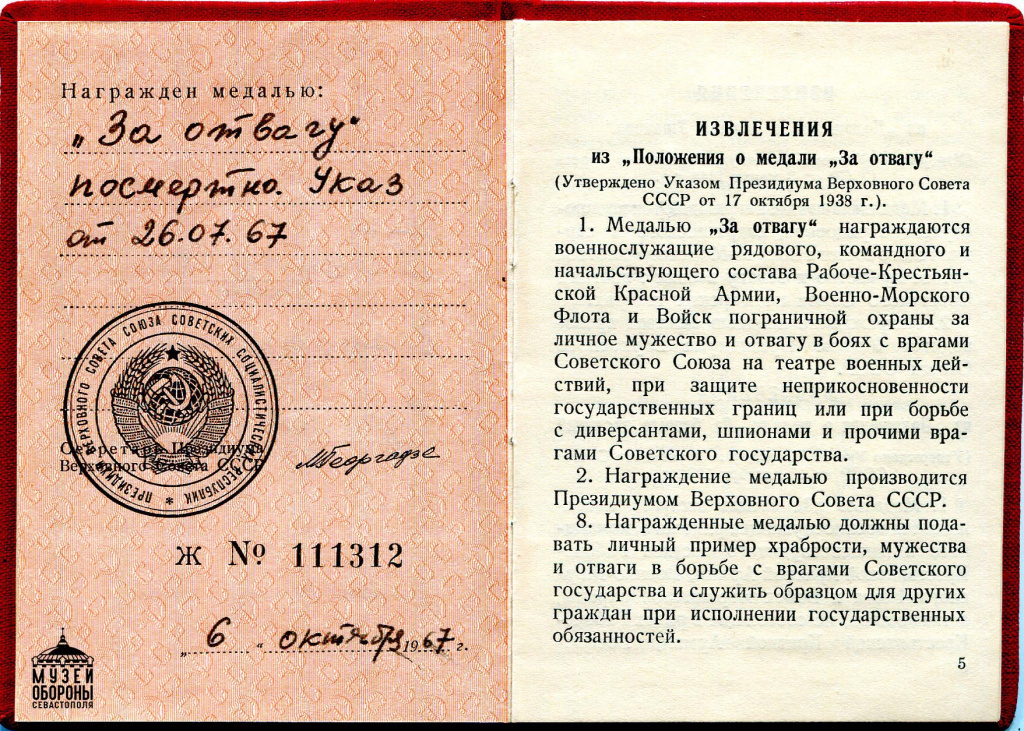 Награжден медалью:
„За отвагу“
посмертно. Указ
от 26.07.67
ПРЕЗИДИУМ ВЕРХОВНОГО СОВЕТА СОЮЗА СОВЕТСКИХ СОЦИАЛИСТИЧЕСКИХ РЕСПУБЛИК *
Секретарь Президиума
Верховного Совета СССР
МГеоргадзе
Ж № 111312
„6“ октября 1967 г.
МУЗЕЙ
ОБОРОНЫ
СЕВАСТОПОЛЯ
ИЗВЛЕЧЕНИЯ
из „Положения о медали „За отвагу“
(Утверждено Указом Президиума Верховного Совета
СССР от 17 октября 1938 г.).
1. Медалью „За отвагу“ награждаются
военнослужащие рядового, командного и
начальствующего состава Рабоче-Крестьян-
ской Красной Армии, Военно-Морского
Флота и Войск пограничной охраны за
личное мужество и отвагу в боях с врагами
Советского Союза на театре военных дей-
ствий, при защите неприкосновенности
государственных границ или при борьбе
с диверсантами, шпионами и прочими вра-
гами Советского государства.
2. Награждение медалью производится
Президиумом Верховного Совета СССР.
8. Награжденные медалью должны пода-
вать личный пример храбрости, мужества
и отваги в борьбе с врагами Советского
государства и служить образцом для других
граждан при исполнении государственных
обязанностей.
5